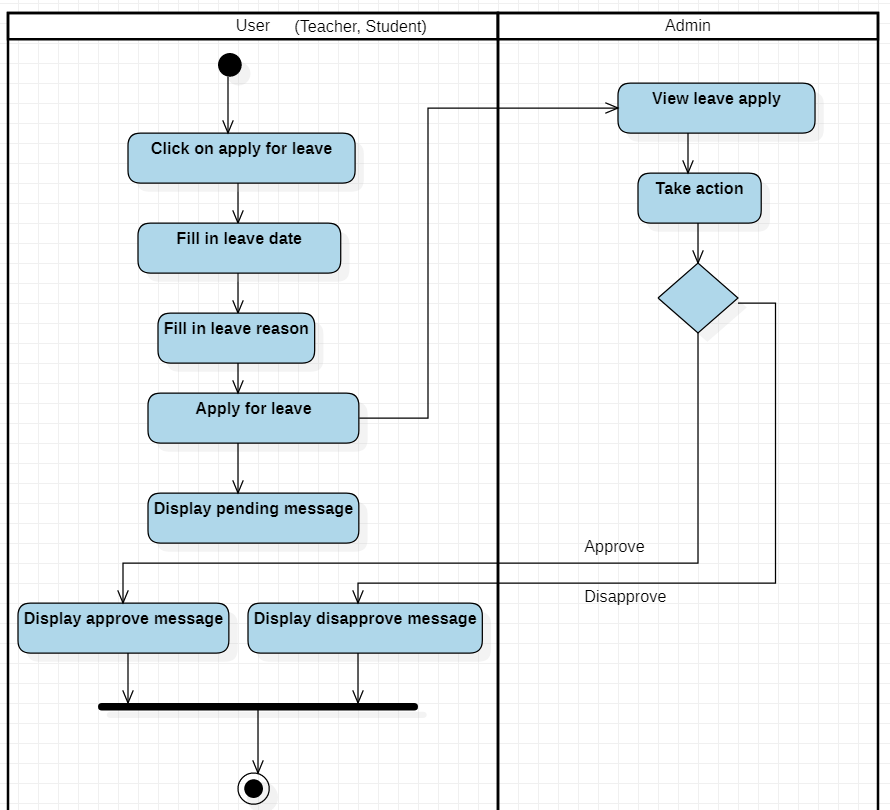 User (Teacher, Student)
Admin
Click on apply for leave
Fill in leave date
Fill in leave reason
Apply for leave
Display pending message
View leave apply
Take action
Approve
Disapprove
Display approve message
Display disapprove message